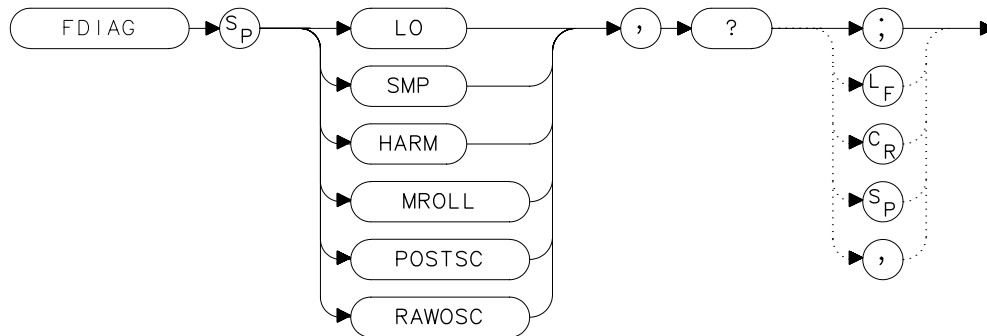 FDIAG SP LO , ? ;
SMP LF
HARM CR
MROLL SP
POSTSC ,
RAWOSC